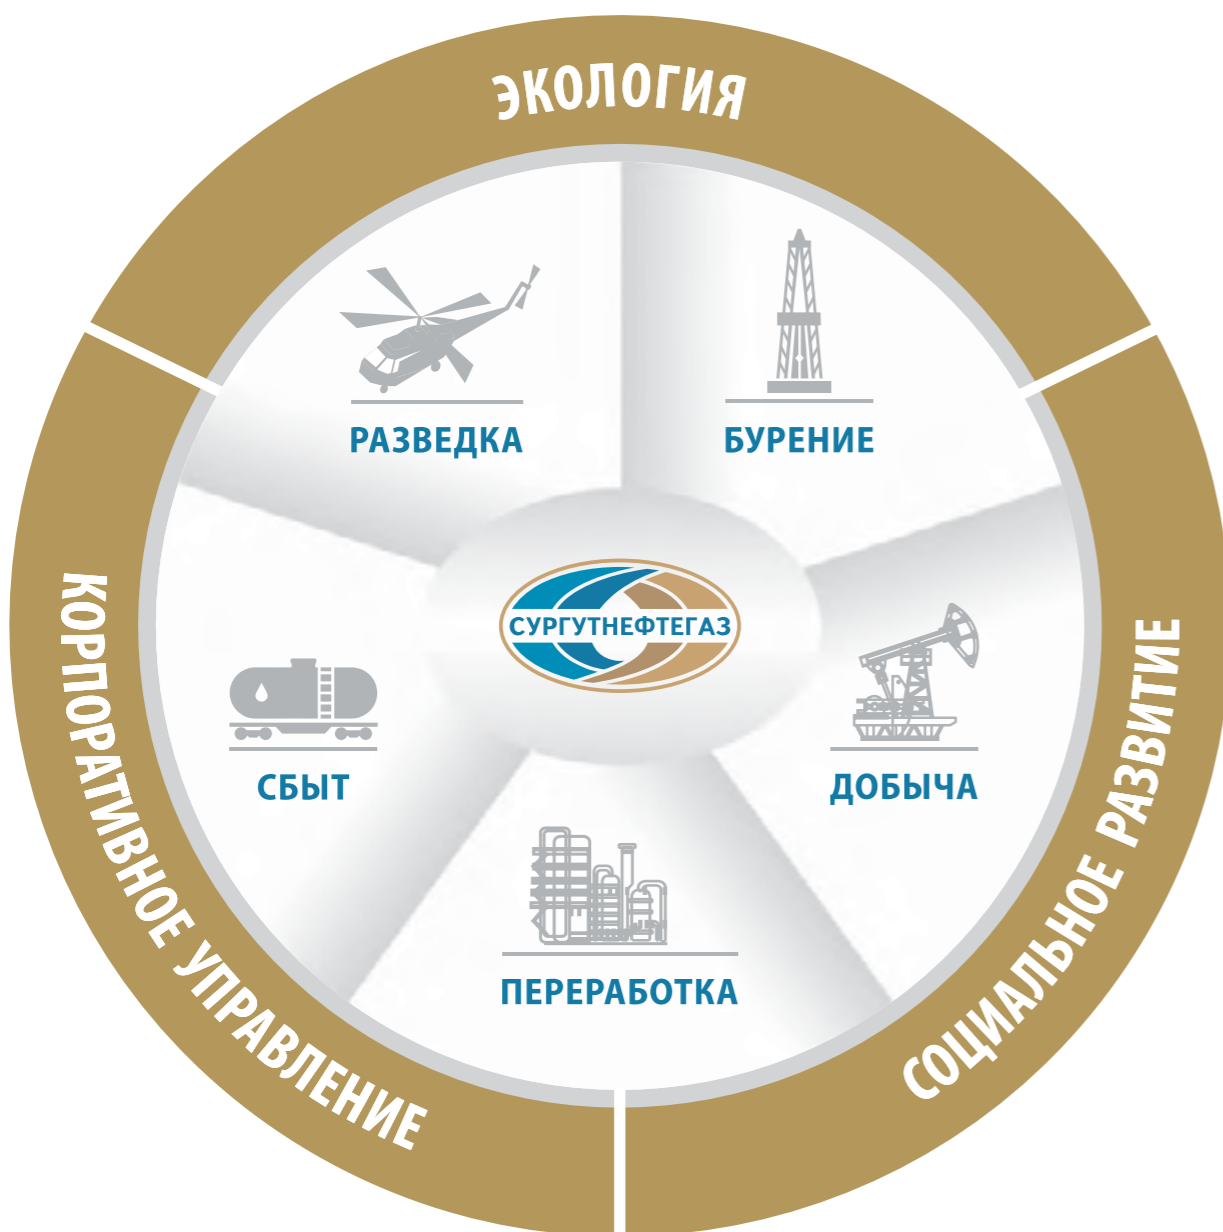 ЭКОЛОГИЯ
РАЗВЕДКА
БУРЕНИЕ
СУРГУТНЕФТЕГАЗ
СБЫТ
ДОБЫЧА
ПЕРЕРАБОТКА
КОРПОРАТИВНОЕ УПРАВЛЕНИЕ
СОЦИАЛЬНОЕ РАЗВИТИЕ